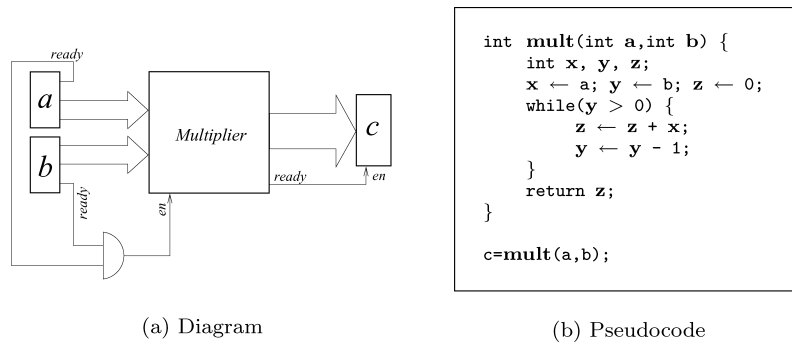 ready
a
b
Multiplier
c
ready
en
ready
en
(a) Diagram
int mult(int a,int b) {
int x, y, z;
x ← a; y ← b; z ← 0;
while(y > 0) {
z ← z + x;
y ← y - 1;
}
return z;
}
c=mult(a,b);
(b) Pseudocode